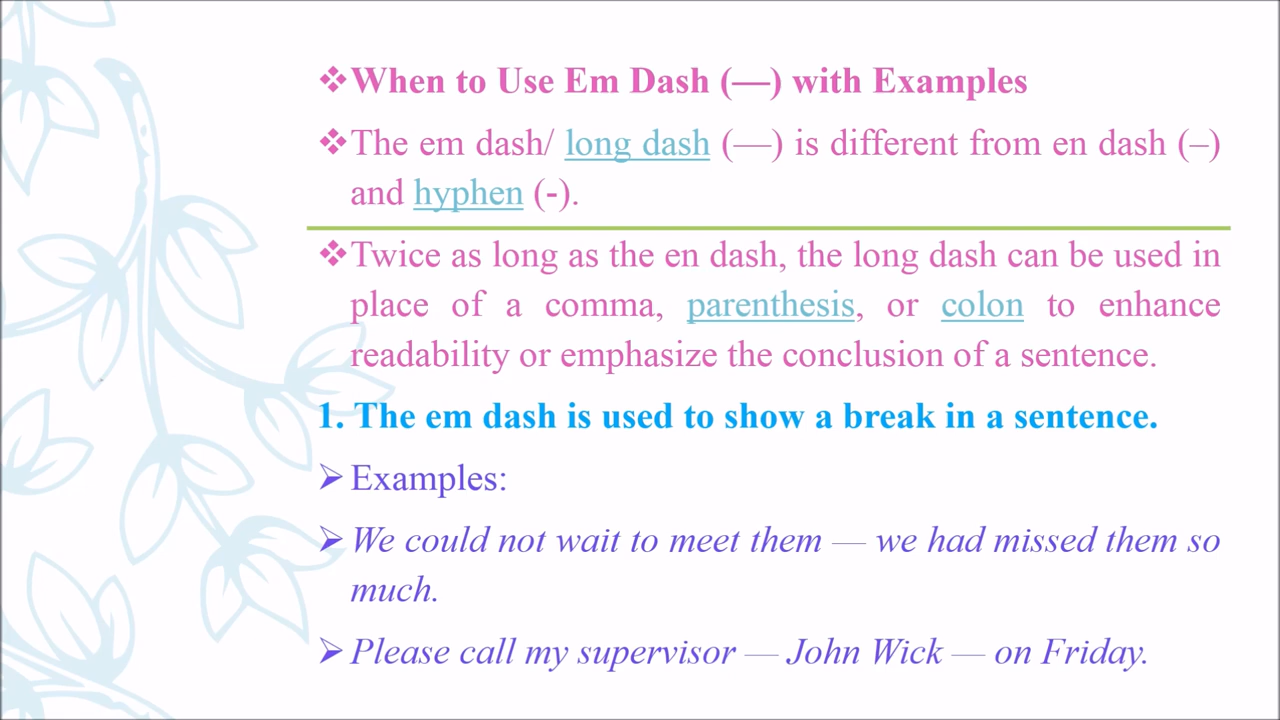 ❖When to Use Em Dash (—) with Examples
❖The em dash/ long dash (—) is different from en dash (–)
and hyphen (-).
❖Twice as long as the en dash, the long dash can be used in
place of a comma, parenthesis, or colon to enhance
readability or emphasize the conclusion of a sentence.
1. The em dash is used to show a break in a sentence.
➢Examples:
➢We could not wait to meet them — we had missed them so
much.
➢Please call my supervisor — John Wick — on Friday.